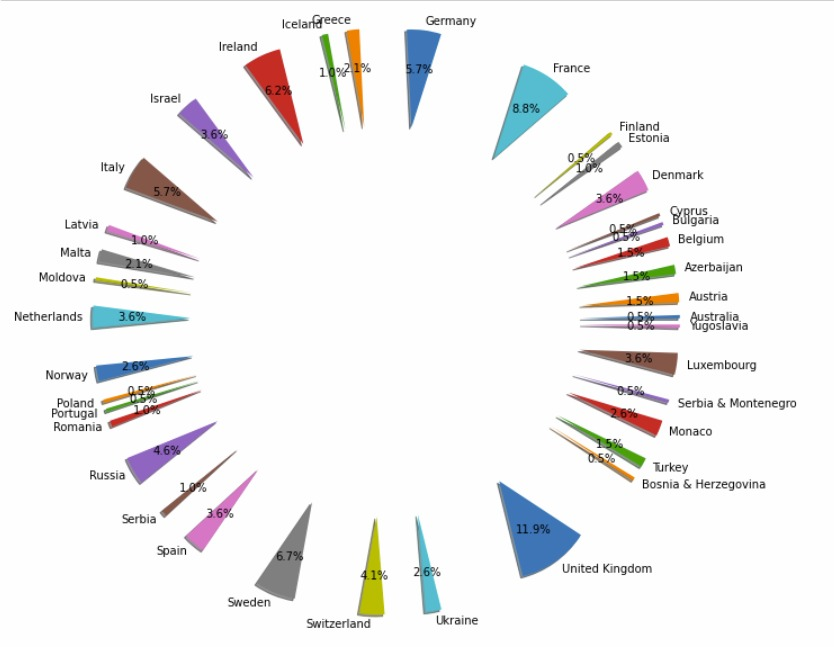 Greece
2.1%
Germany
5.7%
France
8.8%
Finland
0.5%
Estonia
1.0%
Denmark
3.6%
Cyprus
0.5%
Bulgaria
0.5%
Belgium
1.5%
Azerbaijan
1.5%
Austria
1.5%
Australia
0.5%
Yugoslavia
0.5%
Luxembourg
3.6%
Serbia & Montenegro
0.5%
Monaco
2.6%
Turkey
1.5%
Bosnia & Herzegovina
0.5%
United Kingdom
11.9%
Ukraine
2.6%
Switzerland
4.1%
Sweden
6.7%
Spain
3.6%
Serbia
1.0%
Russia
4.6%
Romania
1.0%
Portugal
0.5%
Poland
0.5%
Norway
2.6%
Netherlands
3.6%
Moldova
0.5%
Malta
2.1%
Latvia
1.0%
Italy
5.7%
Israel
3.6%
Ireland
6.2%
Iceland
1.0%